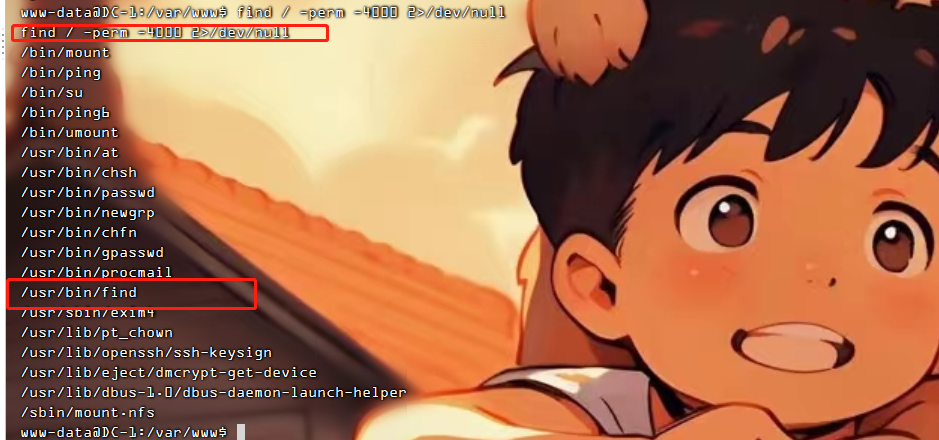 www-data@DC-1:/var/www$ find / -perm -4000 2>/dev/null
find / -perm -4000 2>/dev/null
/bin/mount
/bin/ping
/bin/su
/bin/ping6
/bin/umount
/usr/bin/at
/usr/bin/chsh
/usr/bin/passwd
/usr/bin/newgrp
/usr/bin/chfn
/usr/bin/gpasswd
/usr/bin/procmail
/usr/bin/find
/usr/sbin/exim4
/usr/lib/pt_chown
/usr/lib/openssh/ssh-keysign
/usr/lib/eject/dmcrypt-get-device
/usr/lib/dbus-1.0/dbus-daemon-launch-helper
/sbin/mount.nfs
www-data@DC-1:/var/www$